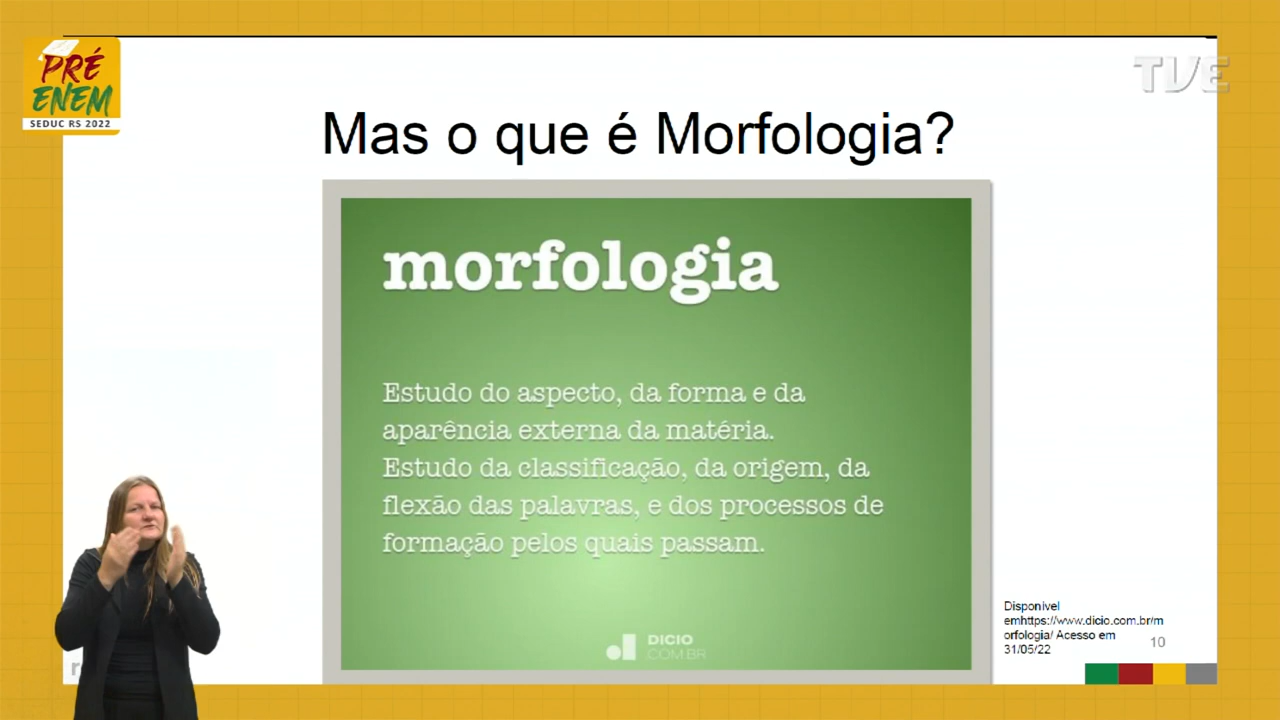 PRÉ
ENEM
SEDUC RS 2022
TVE
Mas o que é Morfologia?
morfologia
Estudo do aspecto, da forma e da
aparência externa da matéria.
Estudo da classificação, da origem, da
flexão das palavras, e dos processos de
formação pelos quais passam.
DICIO
.COM.BR
Disponível
emhttps://www.dicio.com.br/m
orfologia/ Acesso em
31/05/22
10